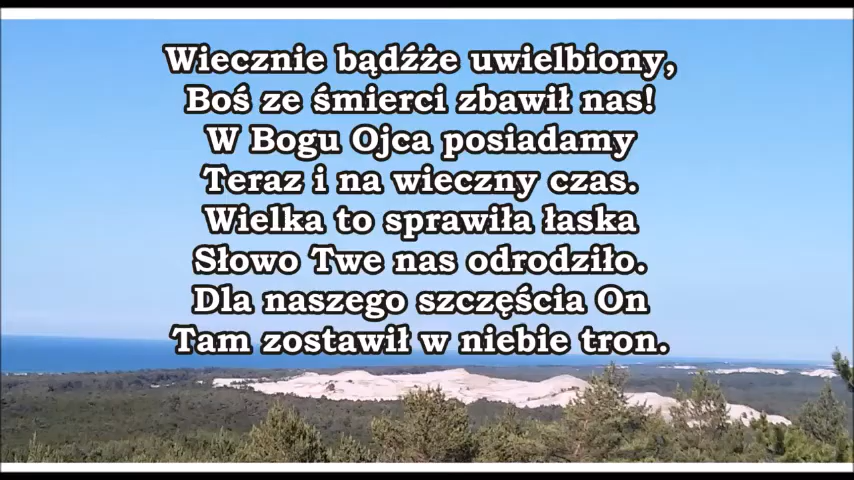 Wiecznie bądźże uwielbiony,
Boś ze śmierci zbawił nas!
W Bogu Ojca posiadamy
Teraz i na wieczny czas.
Wielka to sprawiła łaska
Słowo Twe nas odrodziło.
Dla naszego szczęścia On
Tam zostawił w niebie tron.